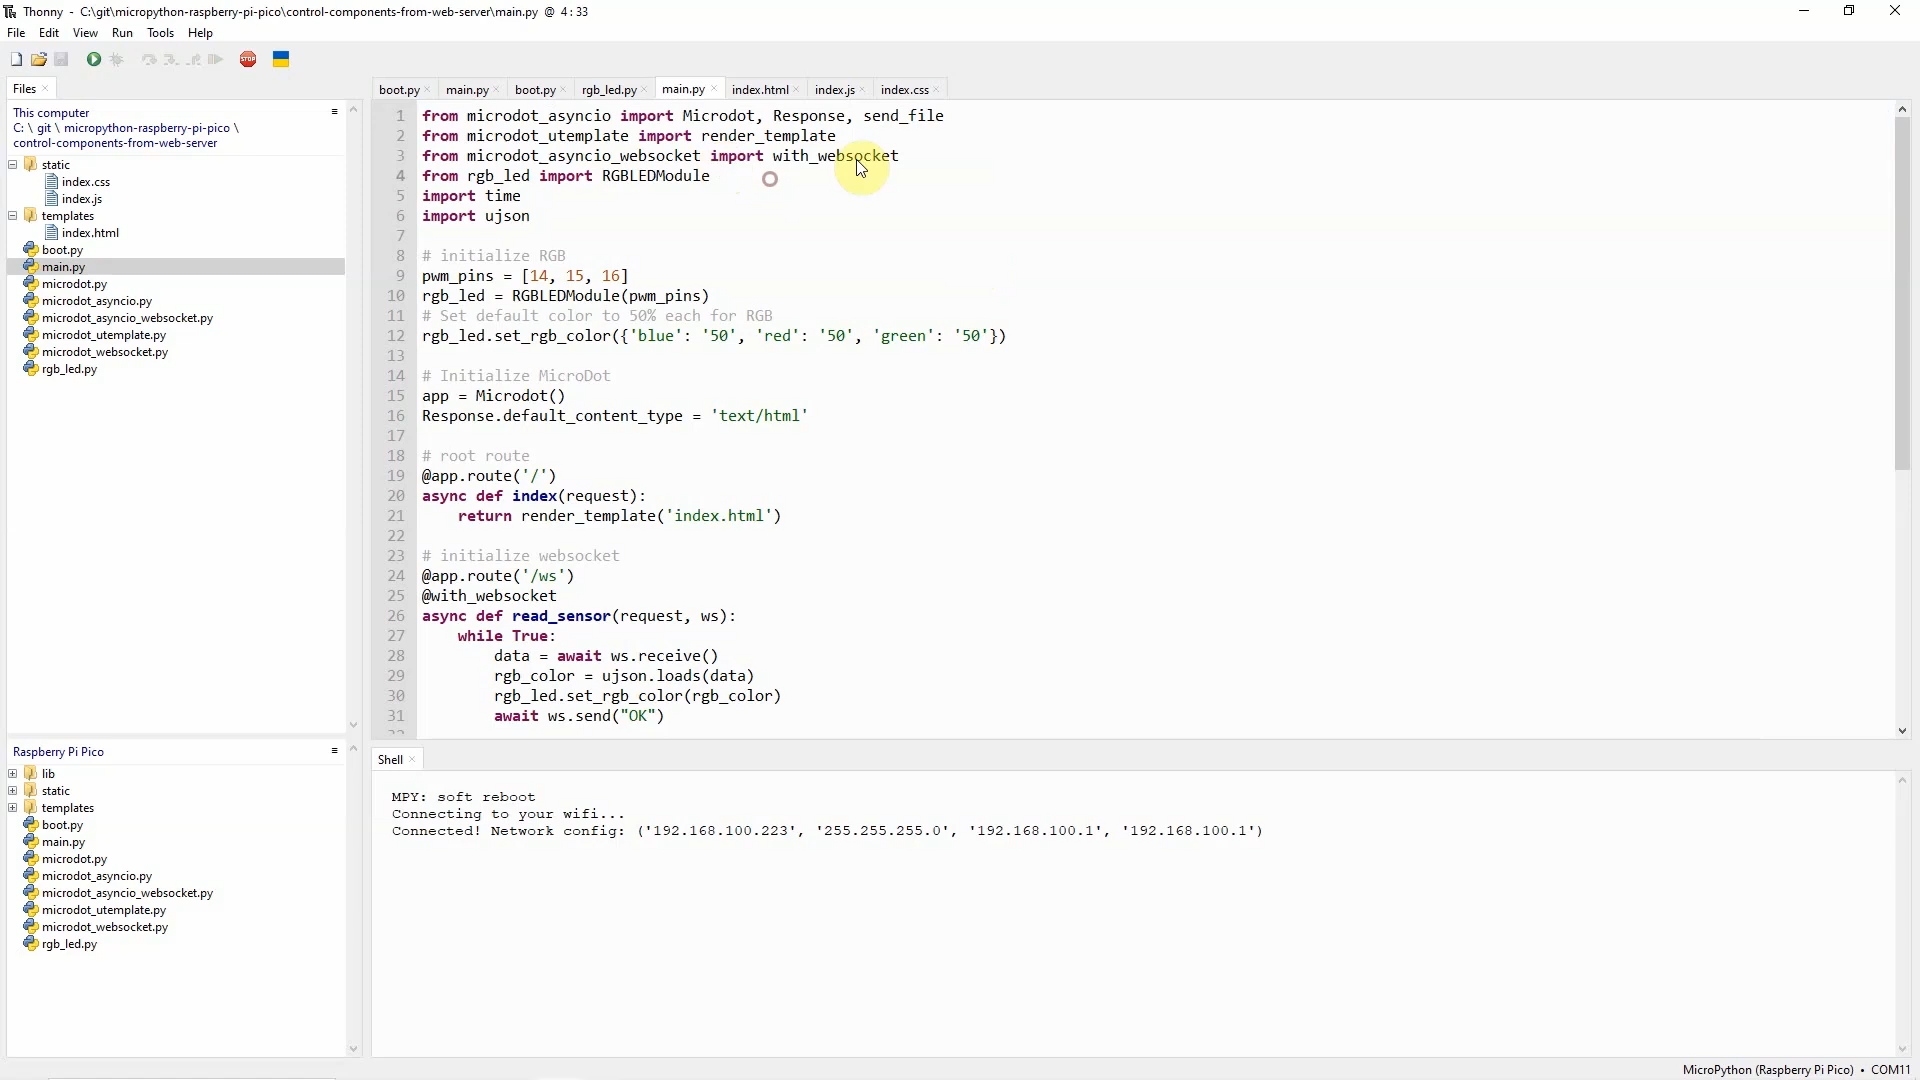 Thonny - C:\git\micropython-raspberry-pi-pico\control-components-from-web-server\main.py @ 4:33
File Edit View Run Tools Help
STOP
Files
This computer
C: \ git \ micropython-raspberry-pi-pico \
control-components-from-web-server
static
index.css
index.js
templates
index.html
boot.py
main.py
microdot.py
microdot_asyncio.py
microdot_asyncio_websocket.py
microdot_utemplate.py
microdot_websocket.py
rgb_led.py
Raspberry Pi Pico
lib
static
templates
boot.py
main.py
microdot.py
microdot_asyncio.py
microdot_asyncio_websocket.py
microdot_utemplate.py
microdot_websocket.py
rgb_led.py
boot.py main.py boot.py rgb_led.py main.py index.html index.js index.css
1 from microdot_asyncio import Microdot, Response, send_file
2 from microdot_utemplate import render_template
3 from microdot_asyncio_websocket import with_websocket
4 from rgb_led import RGBLEDModule
5 import time
6 import ujson
7
8 # initialize RGB
9 pwm_pins = [14, 15, 16]
10 rgb_led = RGBLEDModule(pwm_pins)
11 # Set default color to 50% each for RGB
12 rgb_led.set_rgb_color({'blue': '50', 'red': '50', 'green': '50'})
13
14 # Initialize MicroDot
15 app = Microdot()
16 Response.default_content_type = 'text/html'
17
18 # root route
19 @app.route('/')
20 async def index(request):
21     return render_template('index.html')
22
23 # initialize websocket
24 @app.route('/ws')
25 @with_websocket
26 async def read_sensor(request, ws):
27     while True:
28         data = await ws.receive()
29         rgb_color = ujson.loads(data)
30         rgb_led.set_rgb_color(rgb_color)
31         await ws.send("OK")
32
Shell
MPY: soft reboot
Connecting to your wifi...
Connected! Network config: ('192.168.100.223', '255.255.255.0', '192.168.100.1', '192.168.100.1')
MicroPython (Raspberry Pi Pico) • COM11